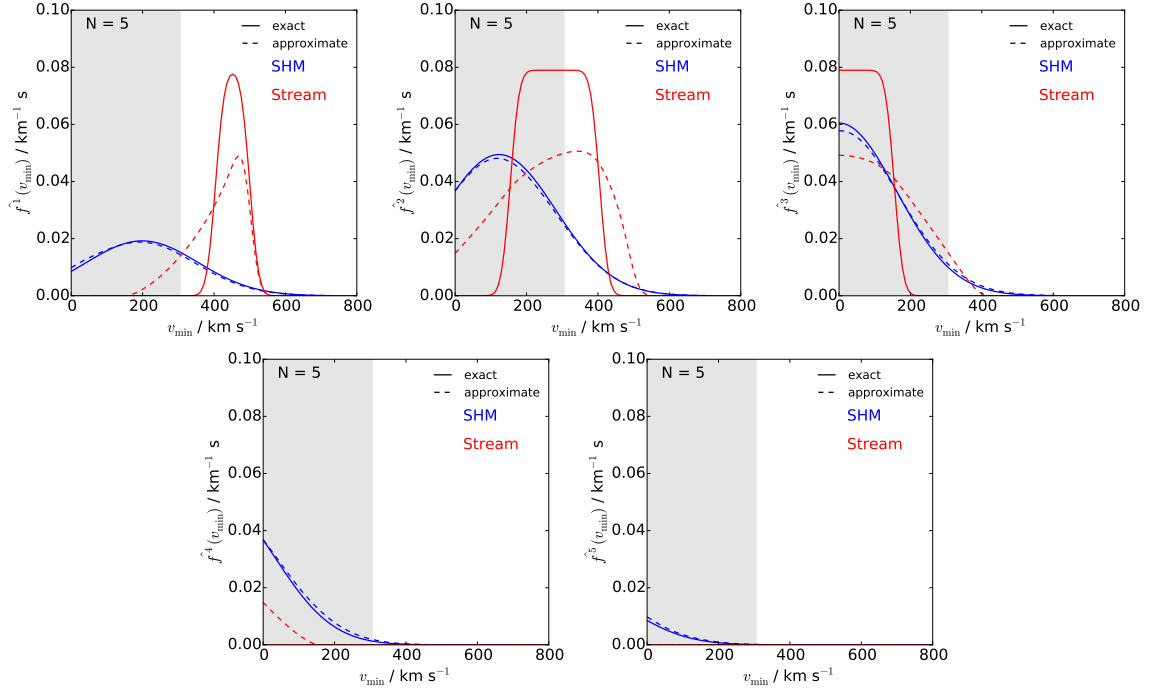 0.10
0.08
0.06
0.04
0.02
0.00
0 200 400 600 800
N = 5
exact
approximate
SHM
Stream
f̂¹(v_min) / km⁻¹ s
v_min / km s⁻¹
0.10
0.08
0.06
0.04
0.02
0.00
0 200 400 600 800
N = 5
exact
approximate
SHM
Stream
f̂²(v_min) / km⁻¹ s
v_min / km s⁻¹
0.10
0.08
0.06
0.04
0.02
0.00
0 200 400 600 800
N = 5
exact
approximate
SHM
Stream
f̂³(v_min) / km⁻¹ s
v_min / km s⁻¹
0.10
0.08
0.06
0.04
0.02
0.00
0 200 400 600 800
N = 5
exact
approximate
SHM
Stream
f̂⁴(v_min) / km⁻¹ s
v_min / km s⁻¹
0.10
0.08
0.06
0.04
0.02
0.00
0 200 400 600 800
N = 5
exact
approximate
SHM
Stream
f̂⁵(v_min) / km⁻¹ s
v_min / km s⁻¹